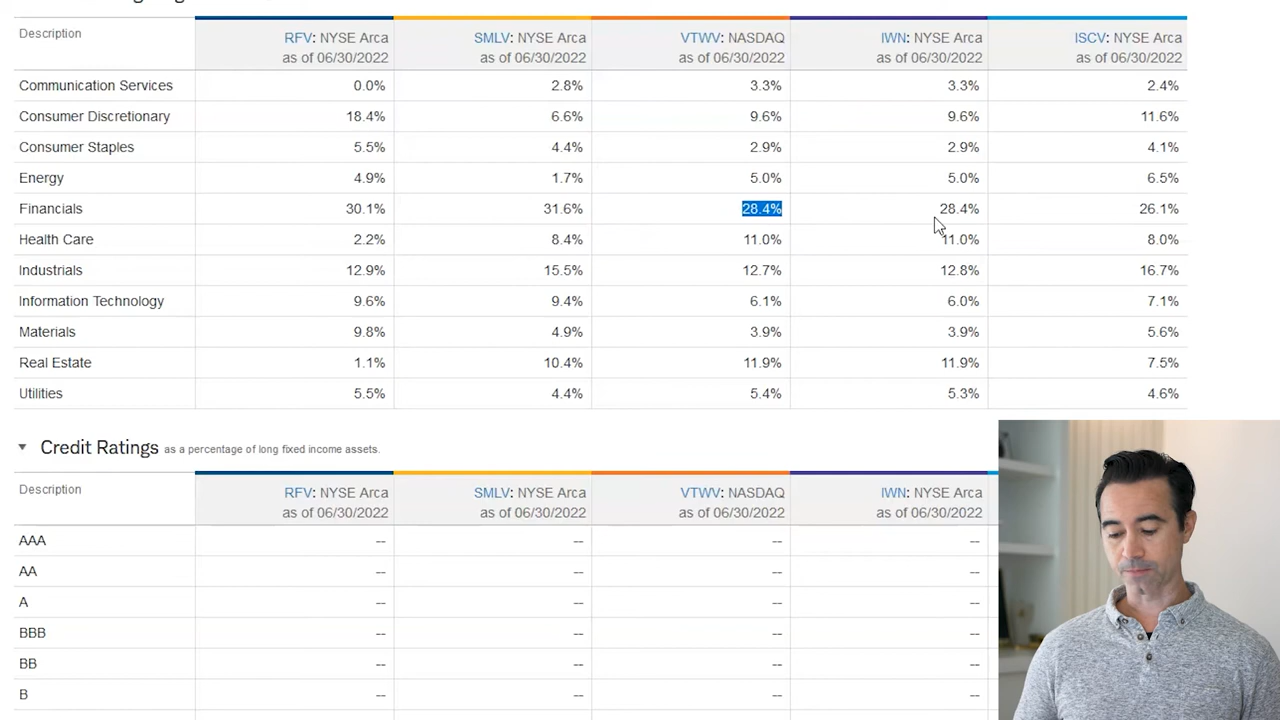 Description RFV: NYSE Arca SMLV: NYSE Arca VTWV: NASDAQ IWN: NYSE Arca ISCV: NYSE Arca
as of 06/30/2022 as of 06/30/2022 as of 06/30/2022 as of 06/30/2022 as of 06/30/2022
Communication Services 0.0% 2.8% 3.3% 3.3% 2.4%
Consumer Discretionary 18.4% 6.6% 9.6% 9.6% 11.6%
Consumer Staples 5.5% 4.4% 2.9% 2.9% 4.1%
Energy 4.9% 1.7% 5.0% 5.0% 6.5%
Financials 30.1% 31.6% 28.4% 28.4% 26.1%
Health Care 2.2% 8.4% 11.0% 11.0% 8.0%
Industrials 12.9% 15.5% 12.7% 12.8% 16.7%
Information Technology 9.6% 9.4% 6.1% 6.0% 7.1%
Materials 9.8% 4.9% 3.9% 3.9% 5.6%
Real Estate 1.1% 10.4% 11.9% 11.9% 7.5%
Utilities 5.5% 4.4% 5.4% 5.3% 4.6%
Credit Ratings as a percentage of long fixed income assets.
Description RFV: NYSE Arca SMLV: NYSE Arca VTWV: NASDAQ IWN: NYSE Arca
as of 06/30/2022 as of 06/30/2022 as of 06/30/2022 as of 06/30/2022
AAA -- -- -- --
AA -- -- -- --
A -- -- -- --
BBB -- -- -- --
BB -- -- -- --
B -- -- -- --